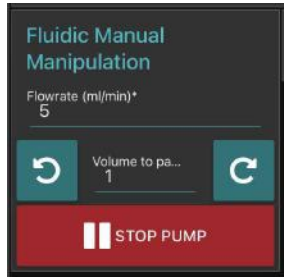 Fluidic Manual
Manipulation
Flowrate (ml/min)*
5
Volume to pa...
1
STOP PUMP